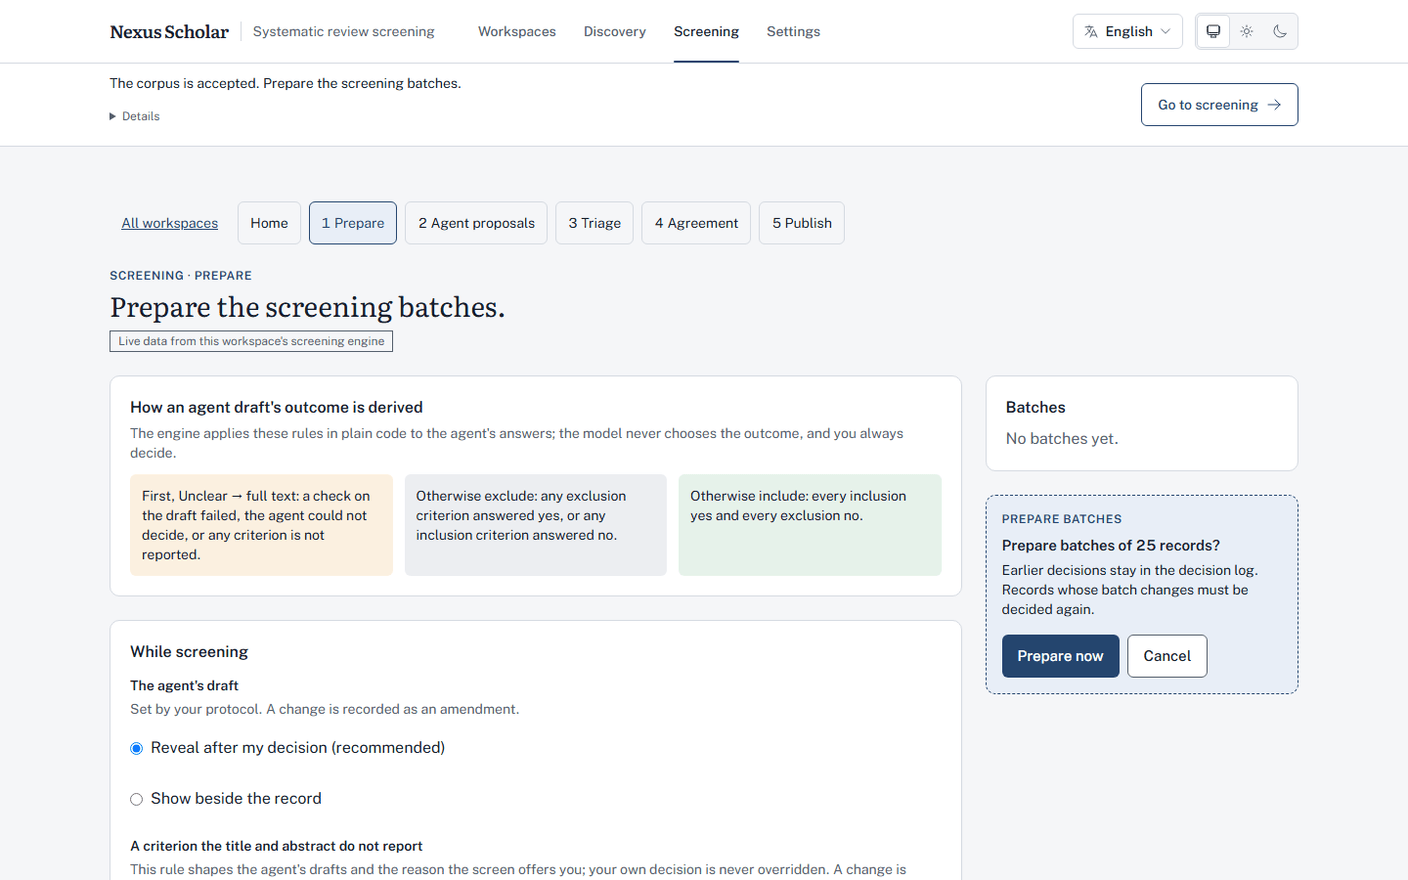 Nexus Scholar
Systematic review screening
Workspaces
Discovery
Screening
Settings
English
The corpus is accepted. Prepare the screening batches.
Details
Go to screening
All workspaces
Home
1 Prepare
2 Agent proposals
3 Triage
4 Agreement
5 Publish
SCREENING · PREPARE
Prepare the screening batches.
Live data from this workspace's screening engine
How an agent draft's outcome is derived
The engine applies these rules in plain code to the agent's answers; the model never chooses the outcome, and you always
decide.
First, Unclear → full text: a check on
the draft failed, the agent could not
decide, or any criterion is not
reported.
Otherwise exclude: any exclusion
criterion answered yes, or any
inclusion criterion answered no.
Otherwise include: every inclusion
yes and every exclusion no.
While screening
The agent's draft
Set by your protocol. A change is recorded as an amendment.
Reveal after my decision (recommended)
Show beside the record
A criterion the title and abstract do not report
This rule shapes the agent's drafts and the reason the screen offers you; your own decision is never overridden. A change is
Batches
No batches yet.
PREPARE BATCHES
Prepare batches of 25 records?
Earlier decisions stay in the decision log.
Records whose batch changes must be
decided again.
Prepare now
Cancel